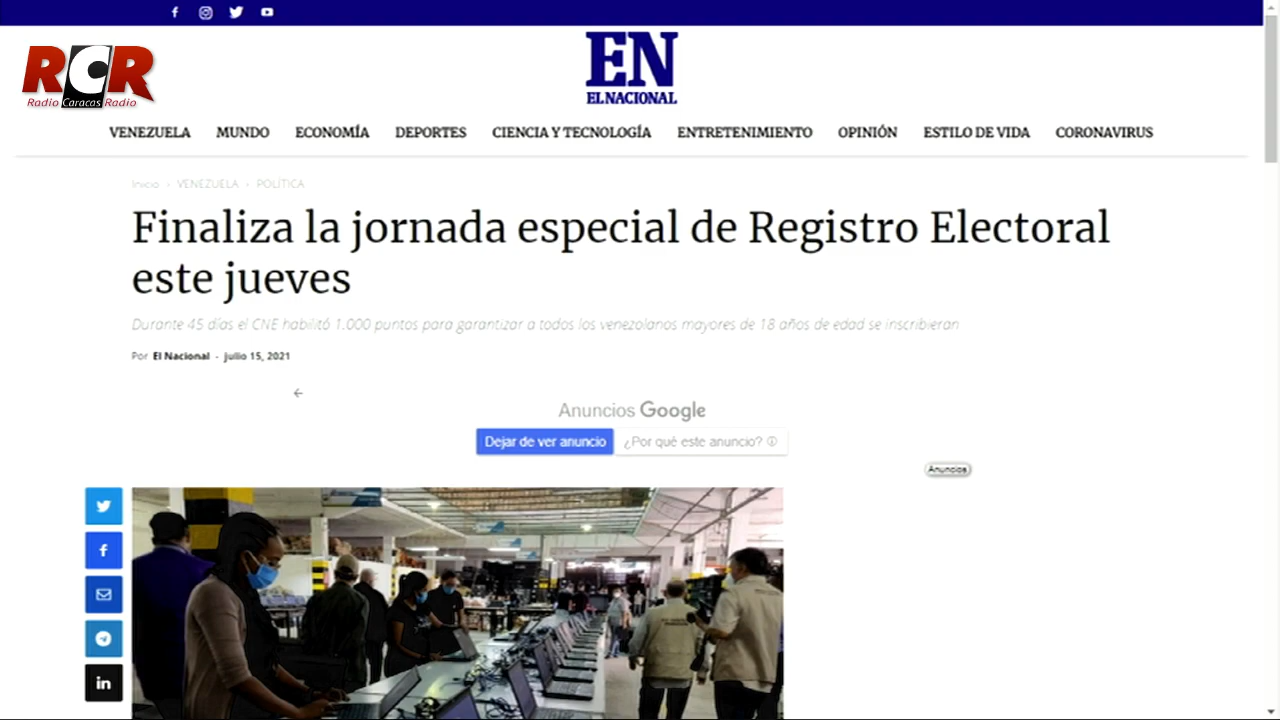 RCR
Radio Caracas Radio
EN
EL NACIONAL
VENEZUELA MUNDO ECONOMÍA DEPORTES CIENCIA Y TECNOLOGÍA ENTRETENIMIENTO OPINIÓN ESTILO DE VIDA CORONAVIRUS
Inicio › VENEZUELA › POLÍTICA
Finaliza la jornada especial de Registro Electoral
este jueves
Durante 45 días el CNE habilitó 1.000 puntos para garantizar a todos los venezolanos mayores de 18 años de edad se inscribieran
Por El Nacional - julio 15, 2021
Anuncios Google
Dejar de ver anuncio ¿Por qué este anuncio?
Anuncios